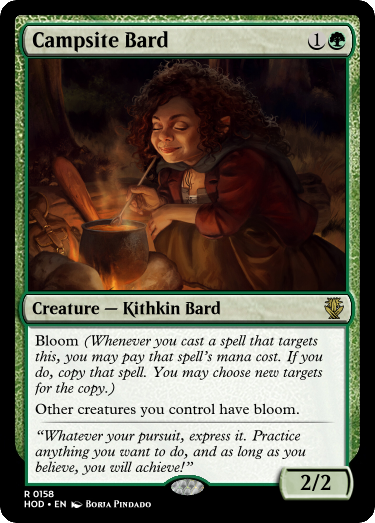 Campsite Bard 1
Creature — Kithkin Bard
Bloom (Whenever you cast a spell that targets
this, you may pay that spell's mana cost. If you
do, copy that spell. You may choose new targets
for the copy.)
Other creatures you control have bloom.
“Whatever your pursuit, express it. Practice
anything you want to do, and as long as you
believe, you will achieve!”
2/2
R 0158
HOD • EN Borja Pindado